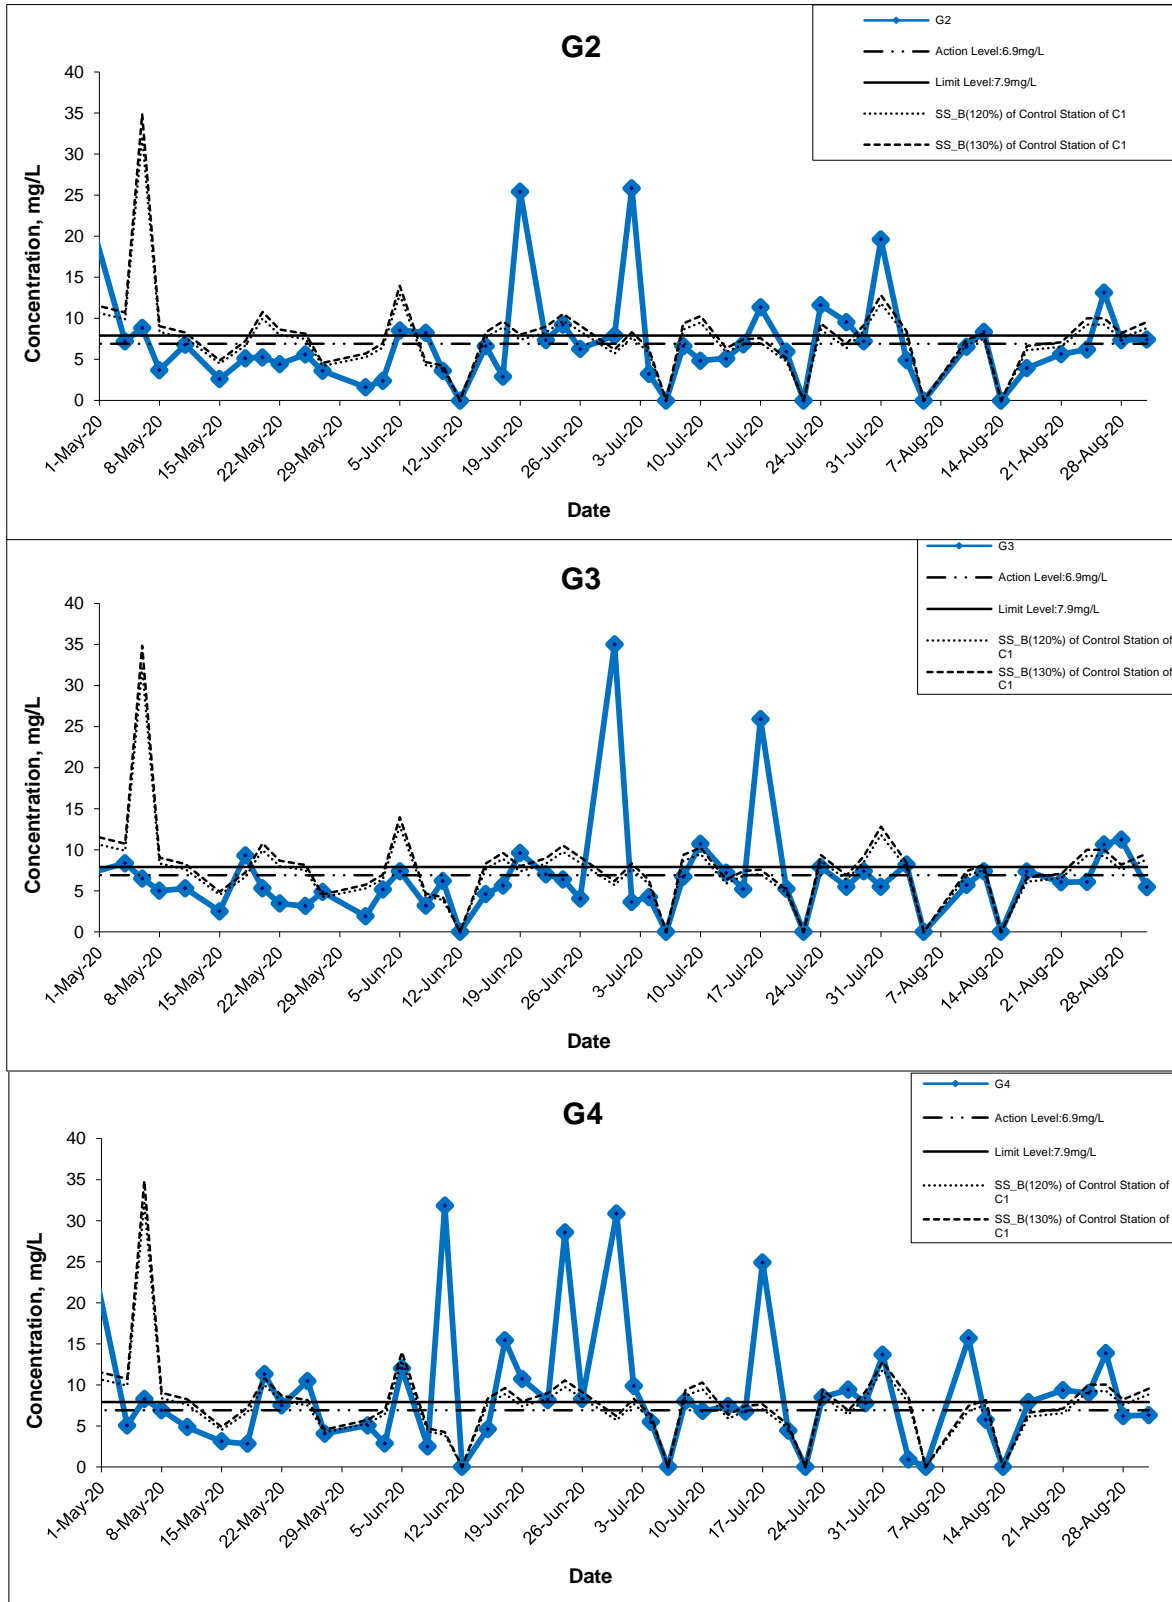 G2
G2
Action Level:6.9mg/L
Limit Level:7.9mg/L
SS_B(120%) of Control Station of C1
SS_B(130%) of Control Station of C1
Concentration, mg/L
40
35
30
25
20
15
10
5
0
1-May-20
8-May-20
15-May-20
22-May-20
29-May-20
5-Jun-20
12-Jun-20
19-Jun-20
26-Jun-20
3-Jul-20
10-Jul-20
17-Jul-20
24-Jul-20
31-Jul-20
7-Aug-20
14-Aug-20
21-Aug-20
28-Aug-20
Date
G3
G3
Action Level:6.9mg/L
Limit Level:7.9mg/L
SS_B(120%) of Control Station of
C1
SS_B(130%) of Control Station of
C1
Concentration, mg/L
40
35
30
25
20
15
10
5
0
1-May-20
8-May-20
15-May-20
22-May-20
29-May-20
5-Jun-20
12-Jun-20
19-Jun-20
26-Jun-20
3-Jul-20
10-Jul-20
17-Jul-20
24-Jul-20
31-Jul-20
7-Aug-20
14-Aug-20
21-Aug-20
28-Aug-20
Date
G4
G4
Action Level:6.9mg/L
Limit Level:7.9mg/L
SS_B(120%) of Control Station of
C1
SS_B(130%) of Control Station of
C1
Concentration, mg/L
40
35
30
25
20
15
10
5
0
1-May-20
8-May-20
15-May-20
22-May-20
29-May-20
5-Jun-20
12-Jun-20
19-Jun-20
26-Jun-20
3-Jul-20
10-Jul-20
17-Jul-20
24-Jul-20
31-Jul-20
7-Aug-20
14-Aug-20
21-Aug-20
28-Aug-20
Date